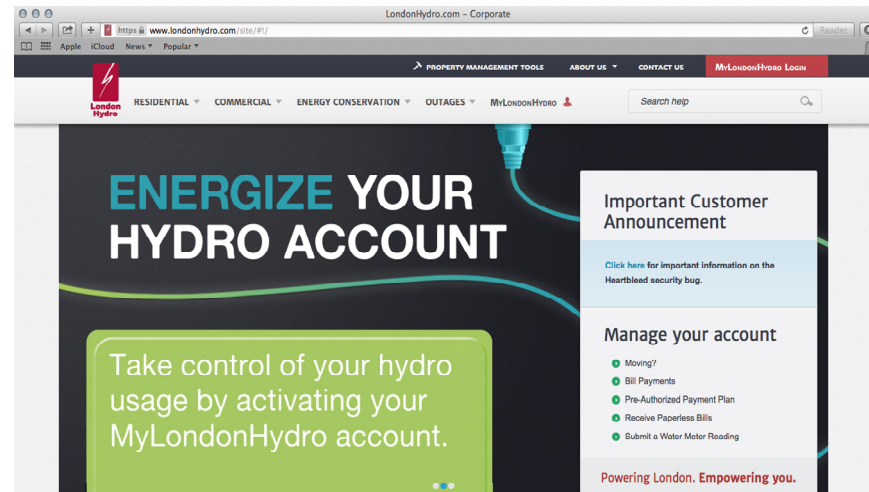 LondonHydro.com – Corporate
https www.londonhydro.com/site/#!/
Reader
Apple iCloud News Popular
PROPERTY MANAGEMENT TOOLS ABOUT US CONTACT US MYLONDONHYDRO LOGIN
London
Hydro
RESIDENTIAL COMMERCIAL ENERGY CONSERVATION OUTAGES MYLONDONHYDRO
Search help
ENERGIZE YOUR
HYDRO ACCOUNT
Take control of your hydro
usage by activating your
MyLondonHydro account.
Important Customer
Announcement
Click here for important information on the
Heartbleed security bug.
Manage your account
Moving?
Bill Payments
Pre-Authorized Payment Plan
Receive Paperless Bills
Submit a Water Meter Reading
Powering London. Empowering you.